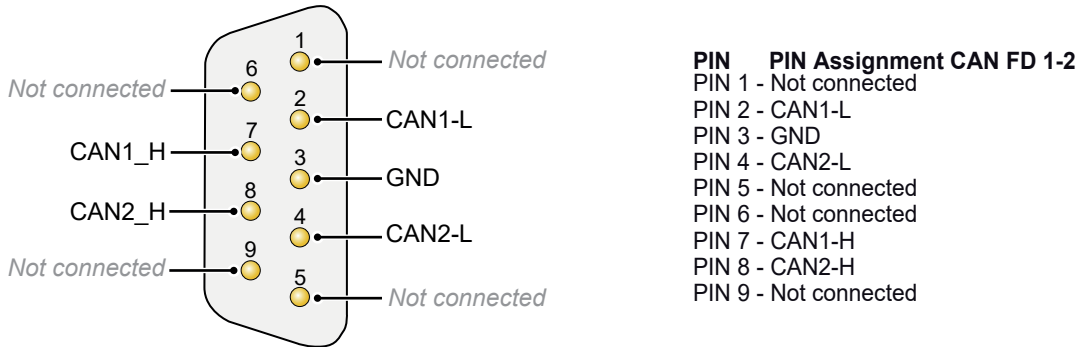 1
Not connected
6
Not connected
2
CAN1-L
7
CAN1_H
3
GND
8
CAN2_H
4
CAN2-L
9
Not connected
5
Not connected
PIN PIN Assignment CAN FD 1-2
PIN 1 - Not connected
PIN 2 - CAN1-L
PIN 3 - GND
PIN 4 - CAN2-L
PIN 5 - Not connected
PIN 6 - Not connected
PIN 7 - CAN1-H
PIN 8 - CAN2-H
PIN 9 - Not connected